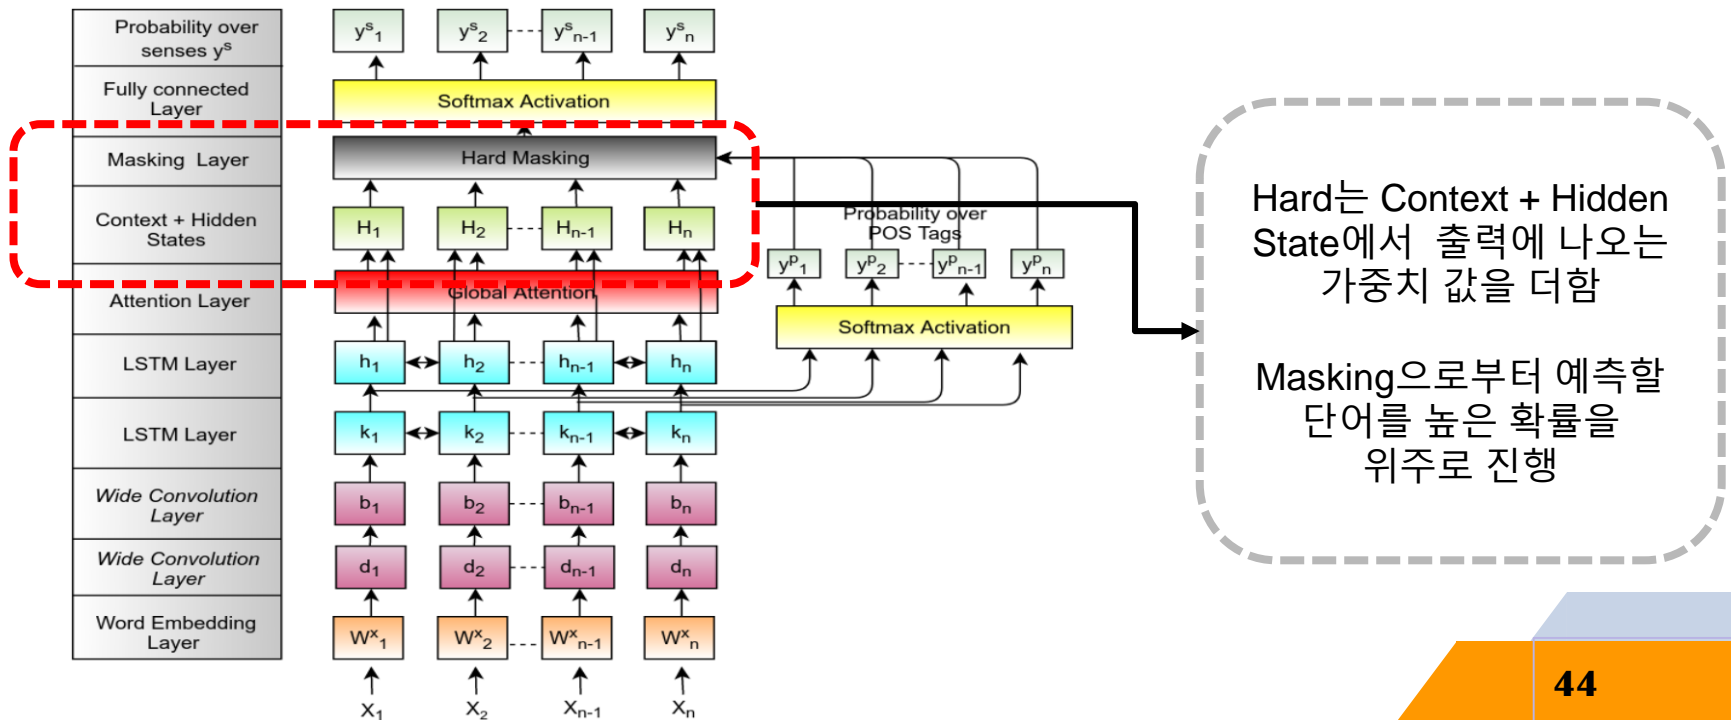 Probability over
senses yˢ
yˢ₁ yˢ₂ yˢₙ₋₁ yˢₙ
Fully connected
Layer
Softmax Activation
Masking Layer
Hard Masking
Context + Hidden
States
H₁ H₂ Hₙ₋₁ Hₙ
Probability over
POS Tags
yᵖ₁ yᵖ₂ yᵖₙ₋₁ yᵖₙ
Attention Layer
Global Attention
Softmax Activation
LSTM Layer
h₁ h₂ hₙ₋₁ hₙ
LSTM Layer
k₁ k₂ kₙ₋₁ kₙ
Wide Convolution
Layer
b₁ b₂ bₙ₋₁ bₙ
Wide Convolution
Layer
d₁ d₂ dₙ₋₁ dₙ
Word Embedding
Layer
Wˣ₁ Wˣ₂ Wˣₙ₋₁ Wˣₙ
X₁ X₂ Xₙ₋₁ Xₙ
Hard는 Context + Hidden
State에서 출력에 나오는
가중치 값을 더함
Masking으로부터 예측할
단어를 높은 확률을
위주로 진행
44